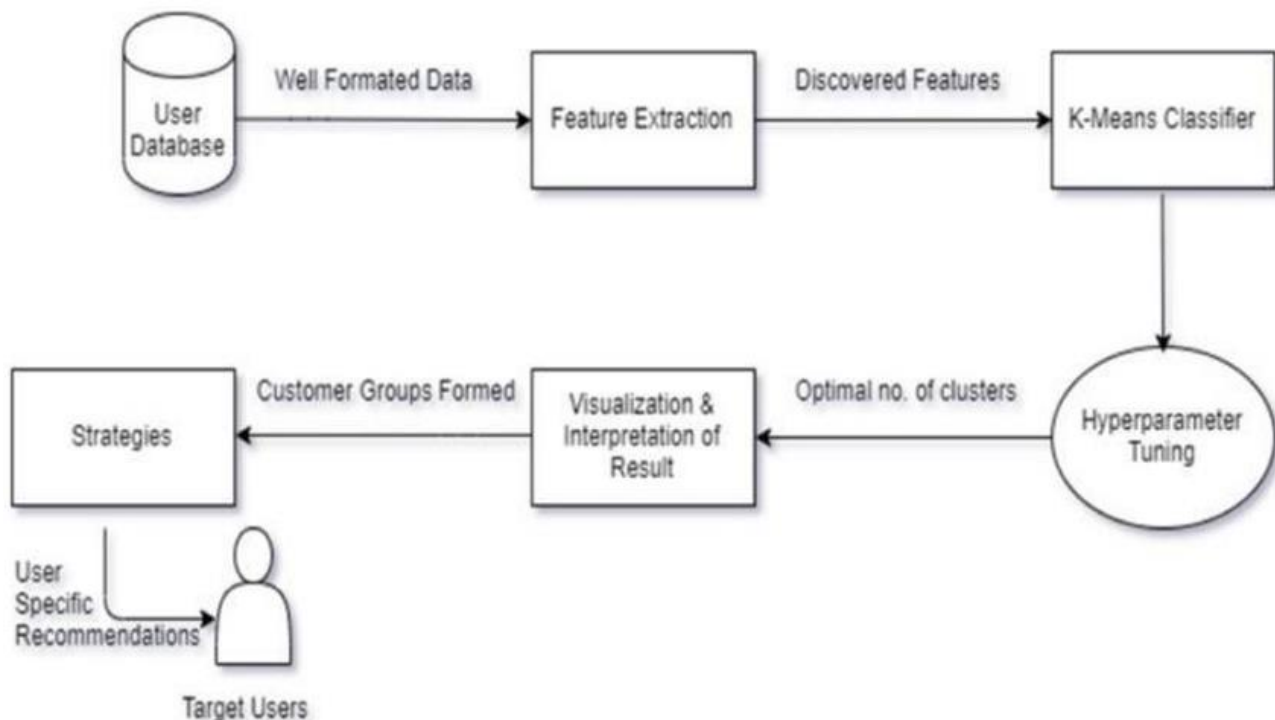 User
Database
Well Formated Data
Feature Extraction
Discovered Features
K-Means Classifier
Hyperparameter
Tuning
Optimal no. of clusters
Visualization &
Interpretation of
Result
Customer Groups Formed
Strategies
User
Specific
Recommendations
Target Users